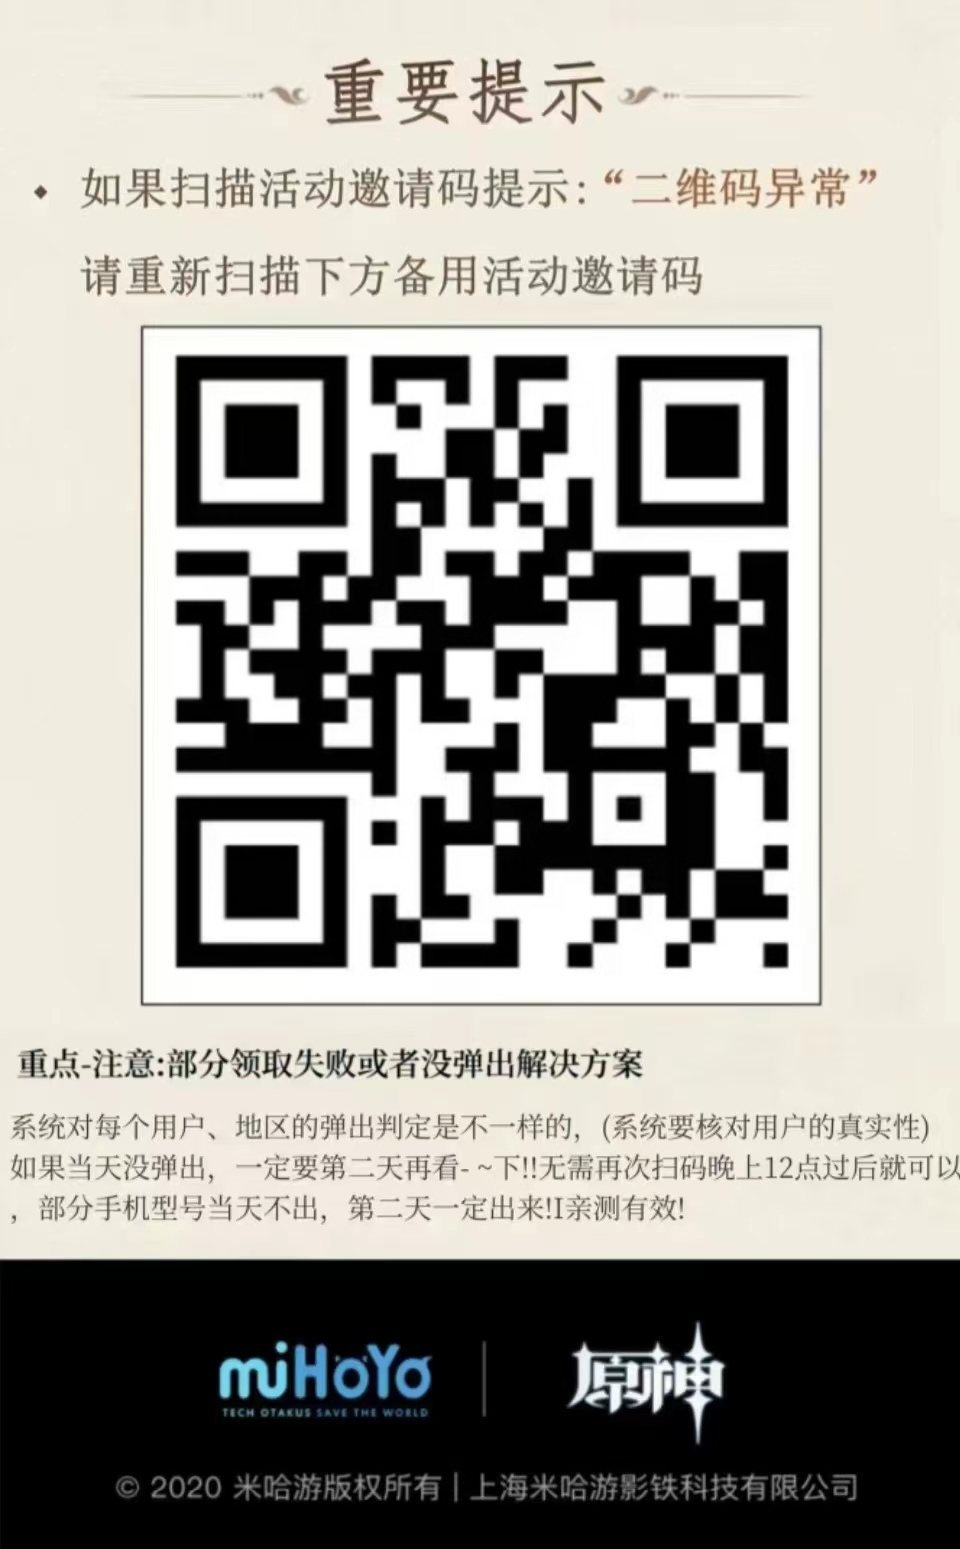 重要提示
如果扫描活动邀请码提示:“二维码异常”
请重新扫描下方备用活动邀请码
重点-注意:部分领取失败或者没弹出解决方案
系统对每个用户、地区的弹出判定是不一样的，(系统要核对用户的真实性)
如果当天没弹出，一定要第二天再看- ~下!!无需再次扫码晚上12点过后就可以
，部分手机型号当天不出，第二天一定出来!I亲测有效!
miHoYo
TECH OTAKUS SAVE THE WORLD
原神
© 2020 米哈游版权所有 | 上海米哈游影铁科技有限公司